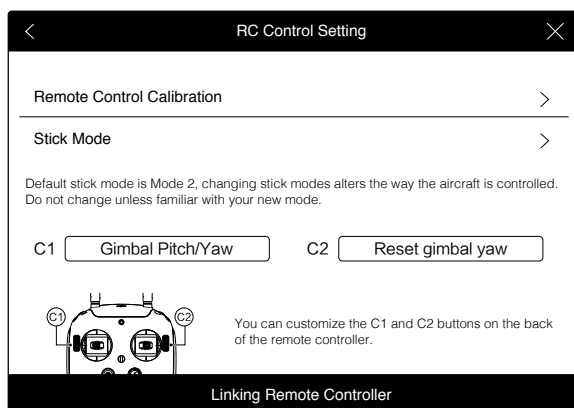 RC Control Setting
Remote Control Calibration
Stick Mode
Default stick mode is Mode 2, changing stick modes alters the way the aircraft is controlled.
Do not change unless familiar with your new mode.
C1 Gimbal Pitch/Yaw C2 Reset gimbal yaw
C1 C2
You can customize the C1 and C2 buttons on the back
of the remote controller.
Linking Remote Controller